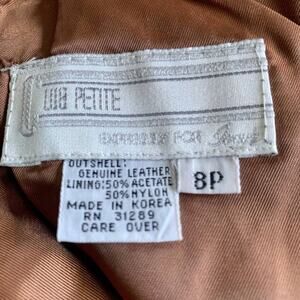 PETITE
EXPRESSLY FOR
OUTSHELL:
GENUINE LEATHER
LINING:50% ACETATE
50% NYLON
MADE IN KOREA
RN 31289
CARE OVER
8P